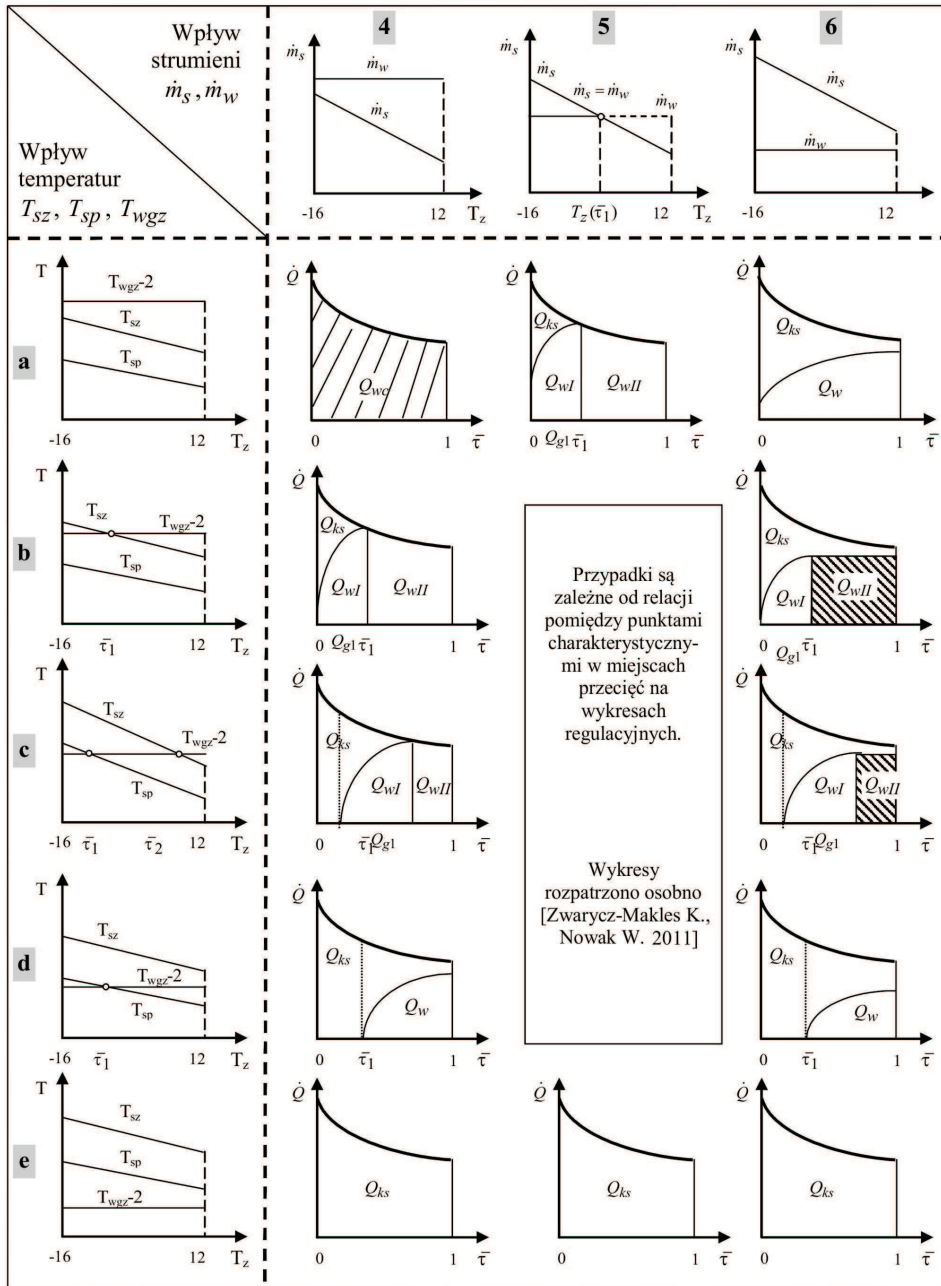 Wpływ
strumieni
ṁs , ṁw
Wpływ
temperatur
Tsz, Tsp, Twgz
4
ṁs
ṁw
ṁs
-16
12
Tz
5
ṁs
ṁs
ṁs = ṁw
ṁw
-16
Tz(τ̄1)
12
Tz
6
ṁs
ṁs
ṁw
-16
12
Tz
a
T
Twgz-2
Tsz
Tsp
-16
12
Tz
Q̇
Qwc
0
1
τ̄
Q̇
Qks
QwI
QwII
0
Qg1
τ̄1
1
τ̄
Q̇
Qks
Qw
0
1
τ̄
b
T
Tsz
Twgz-2
Tsp
-16
τ̄1
12
Tz
Q̇
Qks
QwI
QwII
0
Qg1
τ̄1
1
τ̄
Przypadki są
zależne od relacji
pomiędzy punktami
charakterystyczny-
mi w miejscach
przecięć na
wykresach
regulacyjnych.
Wykresy
rozpatrzono osobno
[Zwarycz-Makles K.,
Nowak W. 2011]
Q̇
Qks
QwI
QwII
0
Qg1
τ̄1
1
τ̄
c
T
Tsz
Twgz-2
Tsp
-16
τ̄1
τ̄2
12
Tz
Q̇
Qks
QwI
QwII
0
τ̄1
Qg1
1
τ̄
Q̇
Qks
QwI
QwII
0
τ̄1
Qg1
1
τ̄
d
T
Tsz
Twgz-2
Tsp
-16
τ̄1
12
Tz
Q̇
Qks
Qw
0
τ̄1
1
τ̄
Q̇
Qks
Qw
0
τ̄1
1
τ̄
e
T
Tsz
Tsp
Twgz-2
-16
12
Tz
Q̇
Qks
0
1
τ̄
Q̇
Qks
0
1
τ̄
Q̇
Qks
0
1
τ̄